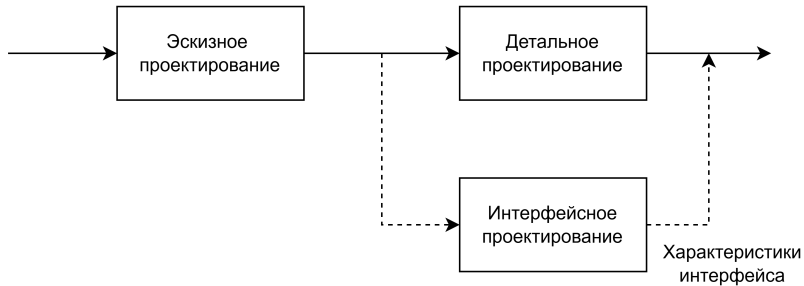 Эскизное
проектирование
Детальное
проектирование
Интерфейсное
проектирование
Характеристики
интерфейса